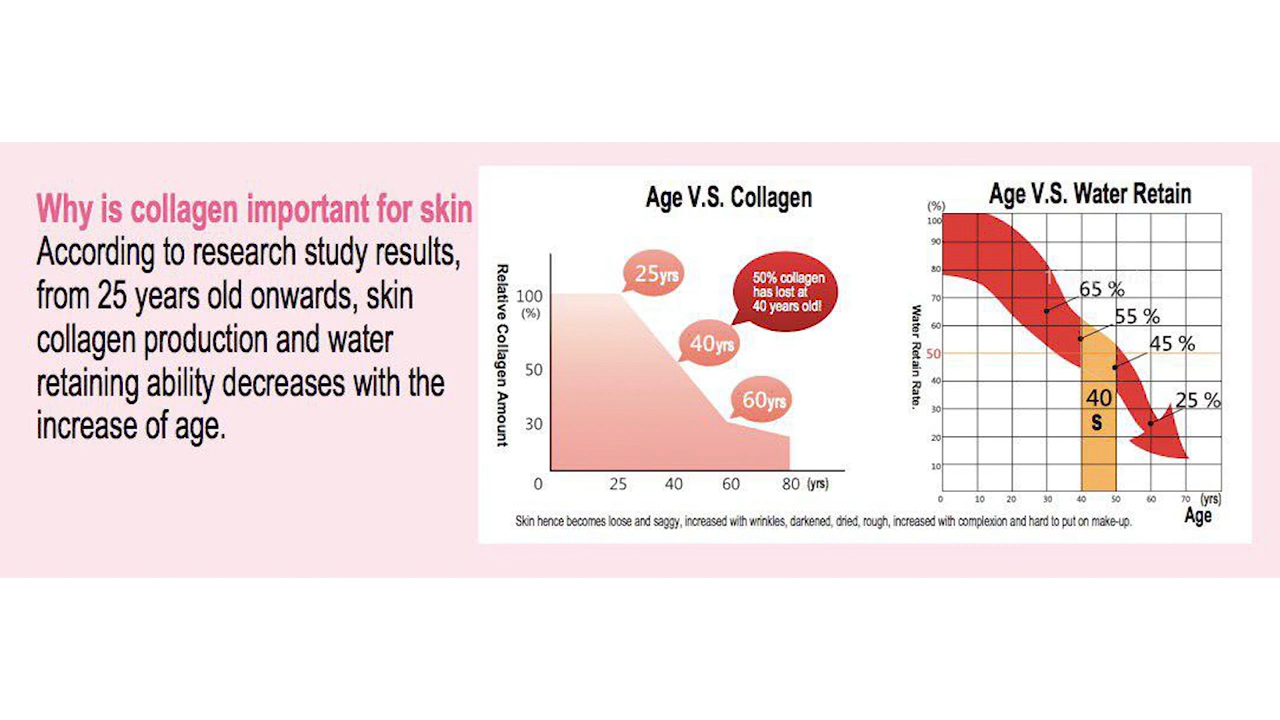 Why is collagen important for skin
According to research study results,
from 25 years old onwards, skin
collagen production and water
retaining ability decreases with the
increase of age.
Age V.S. Collagen
Relative Collagen Amount
100
(%)
50
30
0
25
40
60
80 (yrs)
25yrs
40yrs
60yrs
50% collagen
has lost at
40 years old!
Age V.S. Water Retain
(%)
Water Retain Rate.
100
90
80
70
60
50
40
30
20
10
0 10 20 30 40 50 60 70 (yrs)
Age
65 %
55 %
45 %
25 %
40
s
Skin hence becomes loose and saggy, increased with wrinkles, darkened, dried, rough, increased with complexion and hard to put on make-up.